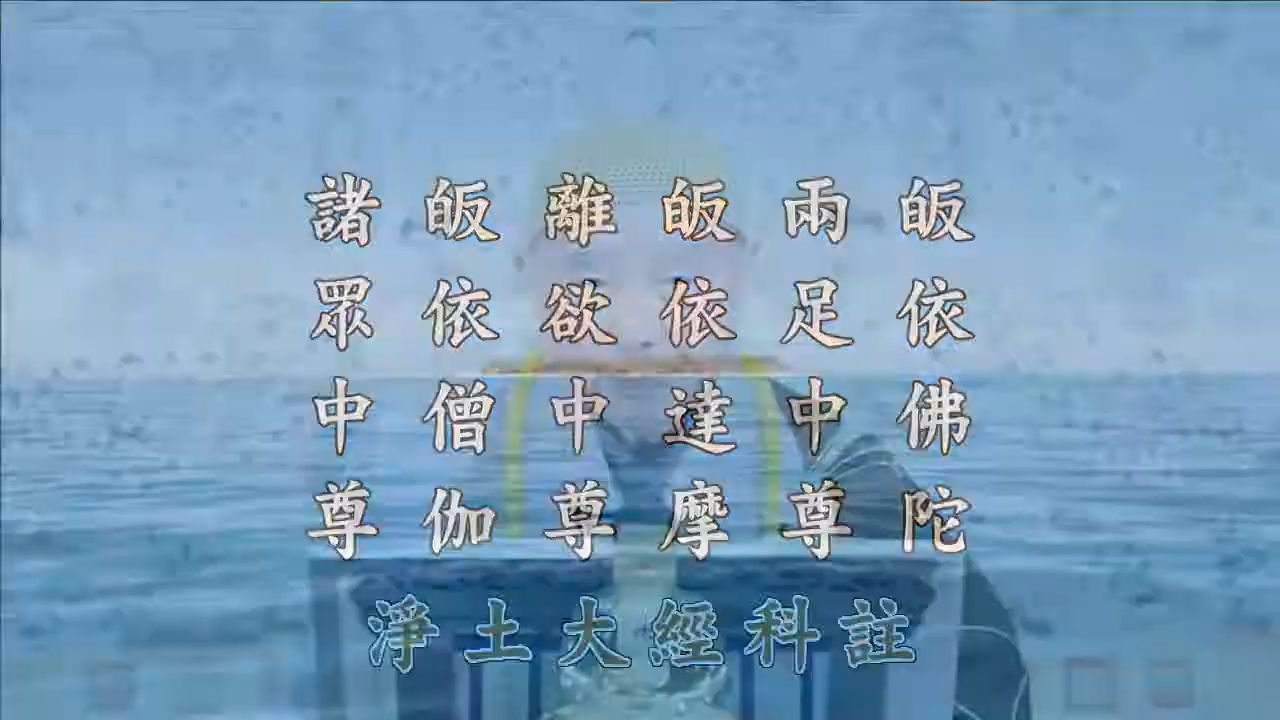 皈依佛陀
兩足中尊
皈依達摩
離欲中尊
皈依僧伽
諸眾中尊
淨土大經科註